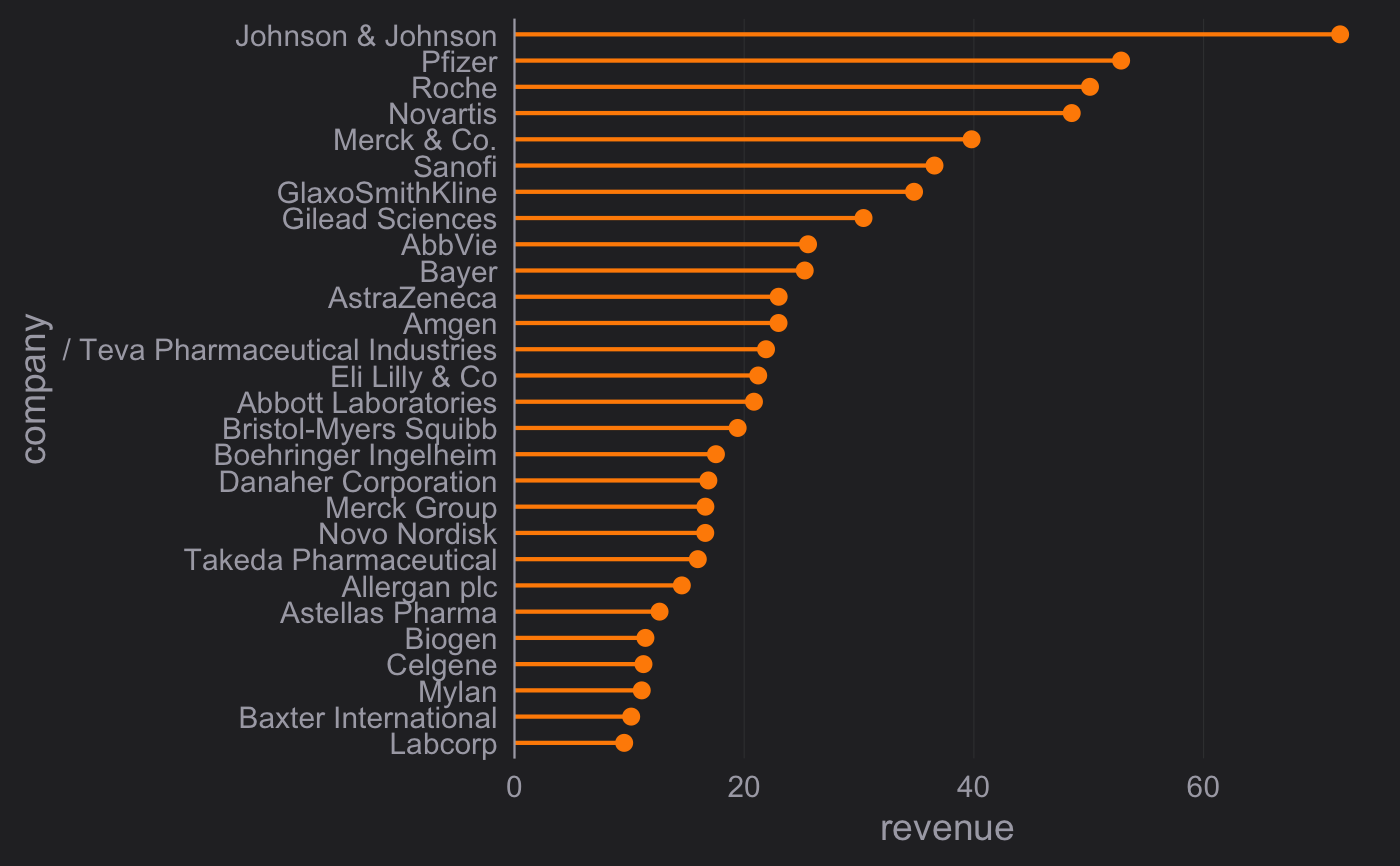 Johnson & Johnson
Pfizer
Roche
Novartis
Merck & Co.
Sanofi
GlaxoSmithKline
Gilead Sciences
AbbVie
Bayer
AstraZeneca
Amgen
/ Teva Pharmaceutical Industries
Eli Lilly & Co
Abbott Laboratories
Bristol-Myers Squibb
Boehringer Ingelheim
Danaher Corporation
Merck Group
Novo Nordisk
Takeda Pharmaceutical
Allergan plc
Astellas Pharma
Biogen
Celgene
Mylan
Baxter International
Labcorp
company
0 20 40 60
revenue